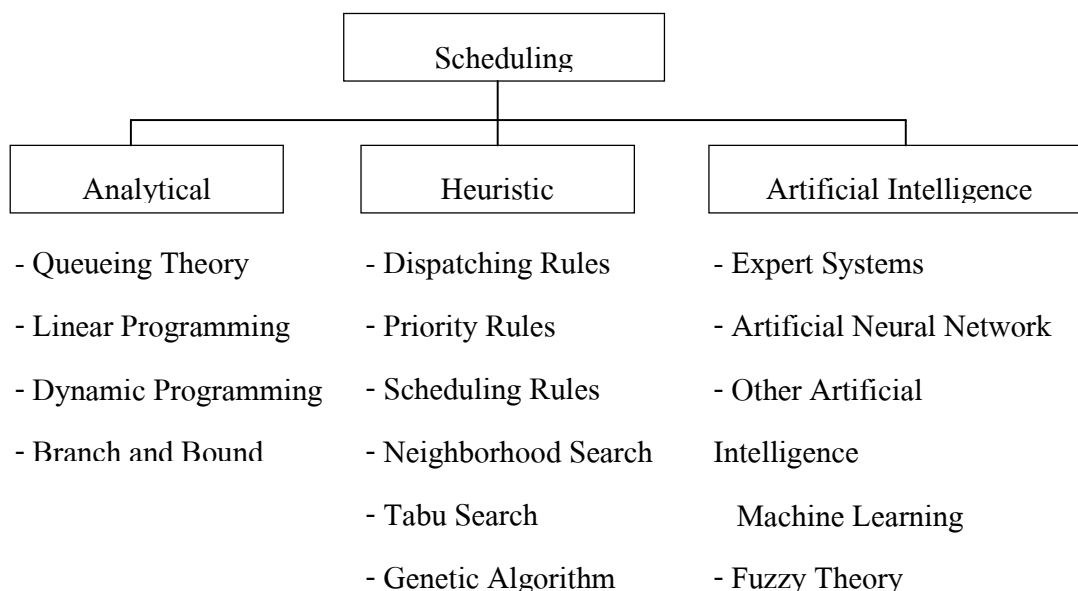 Scheduling
Analytical
Heuristic
Artificial Intelligence
- Queueing Theory
- Linear Programming
- Dynamic Programming
- Branch and Bound
- Dispatching Rules
- Priority Rules
- Scheduling Rules
- Neighborhood Search
- Tabu Search
- Genetic Algorithm
- Expert Systems
- Artificial Neural Network
- Other Artificial
Intelligence
Machine Learning
- Fuzzy Theory